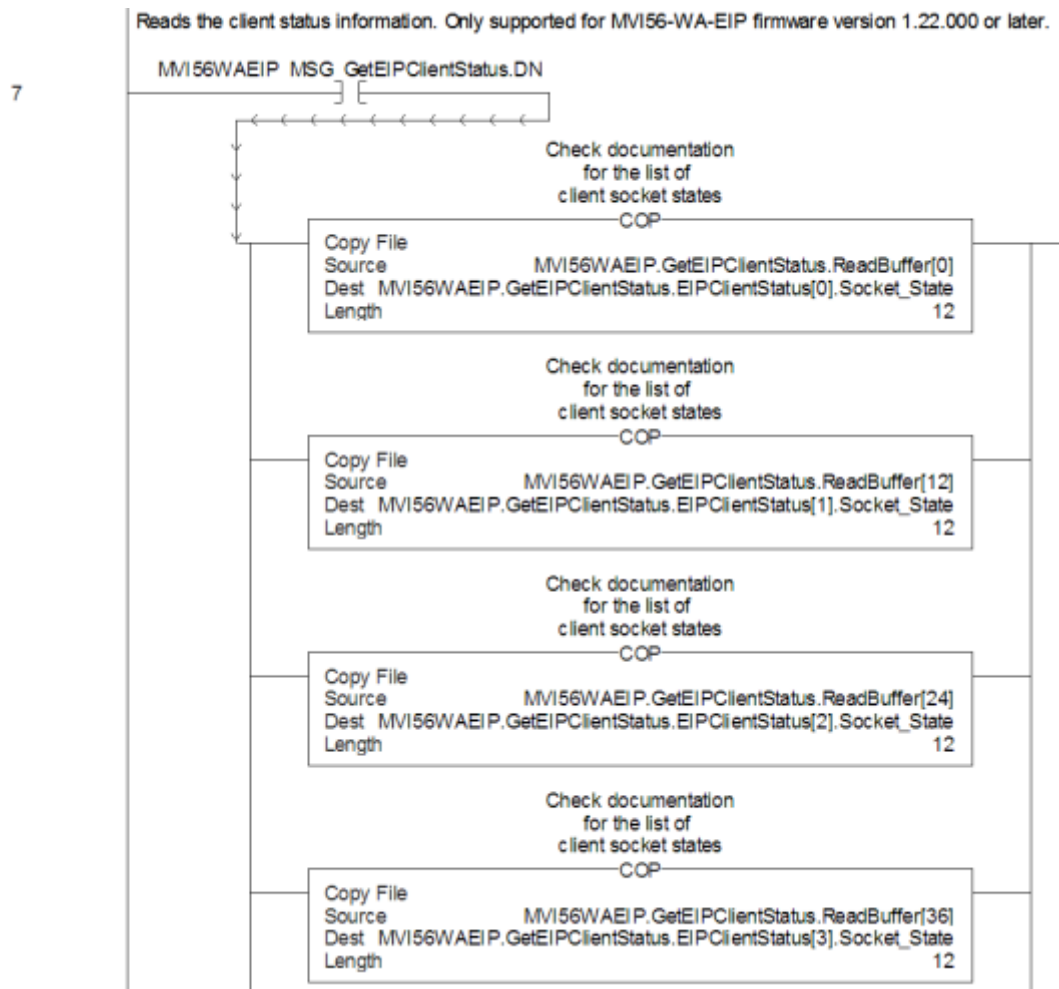 Reads the client status information. Only supported for MVI56-WA-EIP firmware version 1.22.000 or later.
MVI56WAEIP_MSG_GetEIPClientStatus.DN
7
Check documentation
for the list of
client socket states
COP
Copy File
Source MVI56WAEIP.GetEIPClientStatus.ReadBuffer[0]
Dest MVI56WAEIP.GetEIPClientStatus.EIPClientStatus[0].Socket_State
Length 12
Check documentation
for the list of
client socket states
COP
Copy File
Source MVI56WAEIP.GetEIPClientStatus.ReadBuffer[12]
Dest MVI56WAEIP.GetEIPClientStatus.EIPClientStatus[1].Socket_State
Length 12
Check documentation
for the list of
client socket states
COP
Copy File
Source MVI56WAEIP.GetEIPClientStatus.ReadBuffer[24]
Dest MVI56WAEIP.GetEIPClientStatus.EIPClientStatus[2].Socket_State
Length 12
Check documentation
for the list of
client socket states
COP
Copy File
Source MVI56WAEIP.GetEIPClientStatus.ReadBuffer[36]
Dest MVI56WAEIP.GetEIPClientStatus.EIPClientStatus[3].Socket_State
Length 12